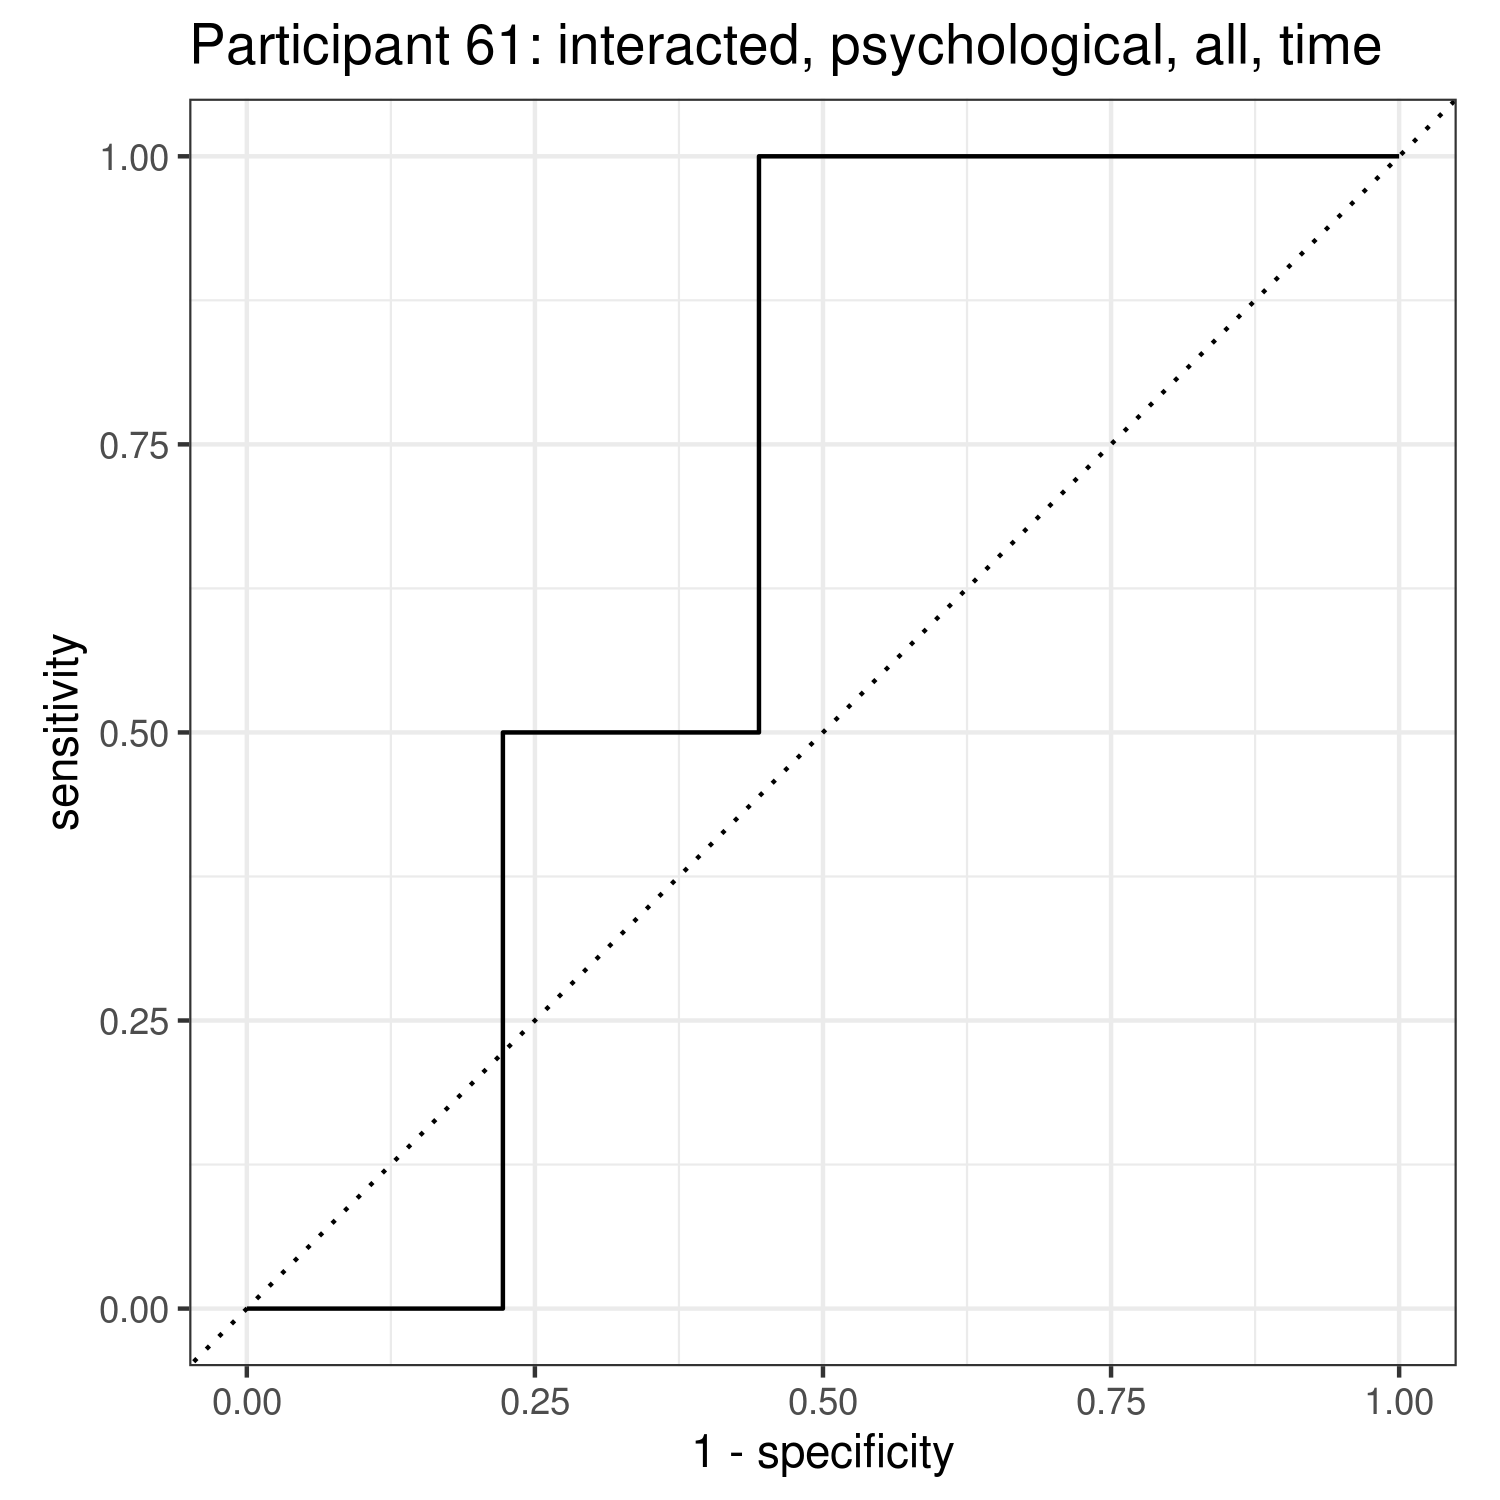 Participant 61: interacted, psychological, all, time
1.00
0.75
0.50
0.25
0.00
sensitivity
0.00 0.25 0.50 0.75 1.00
1 - specificity